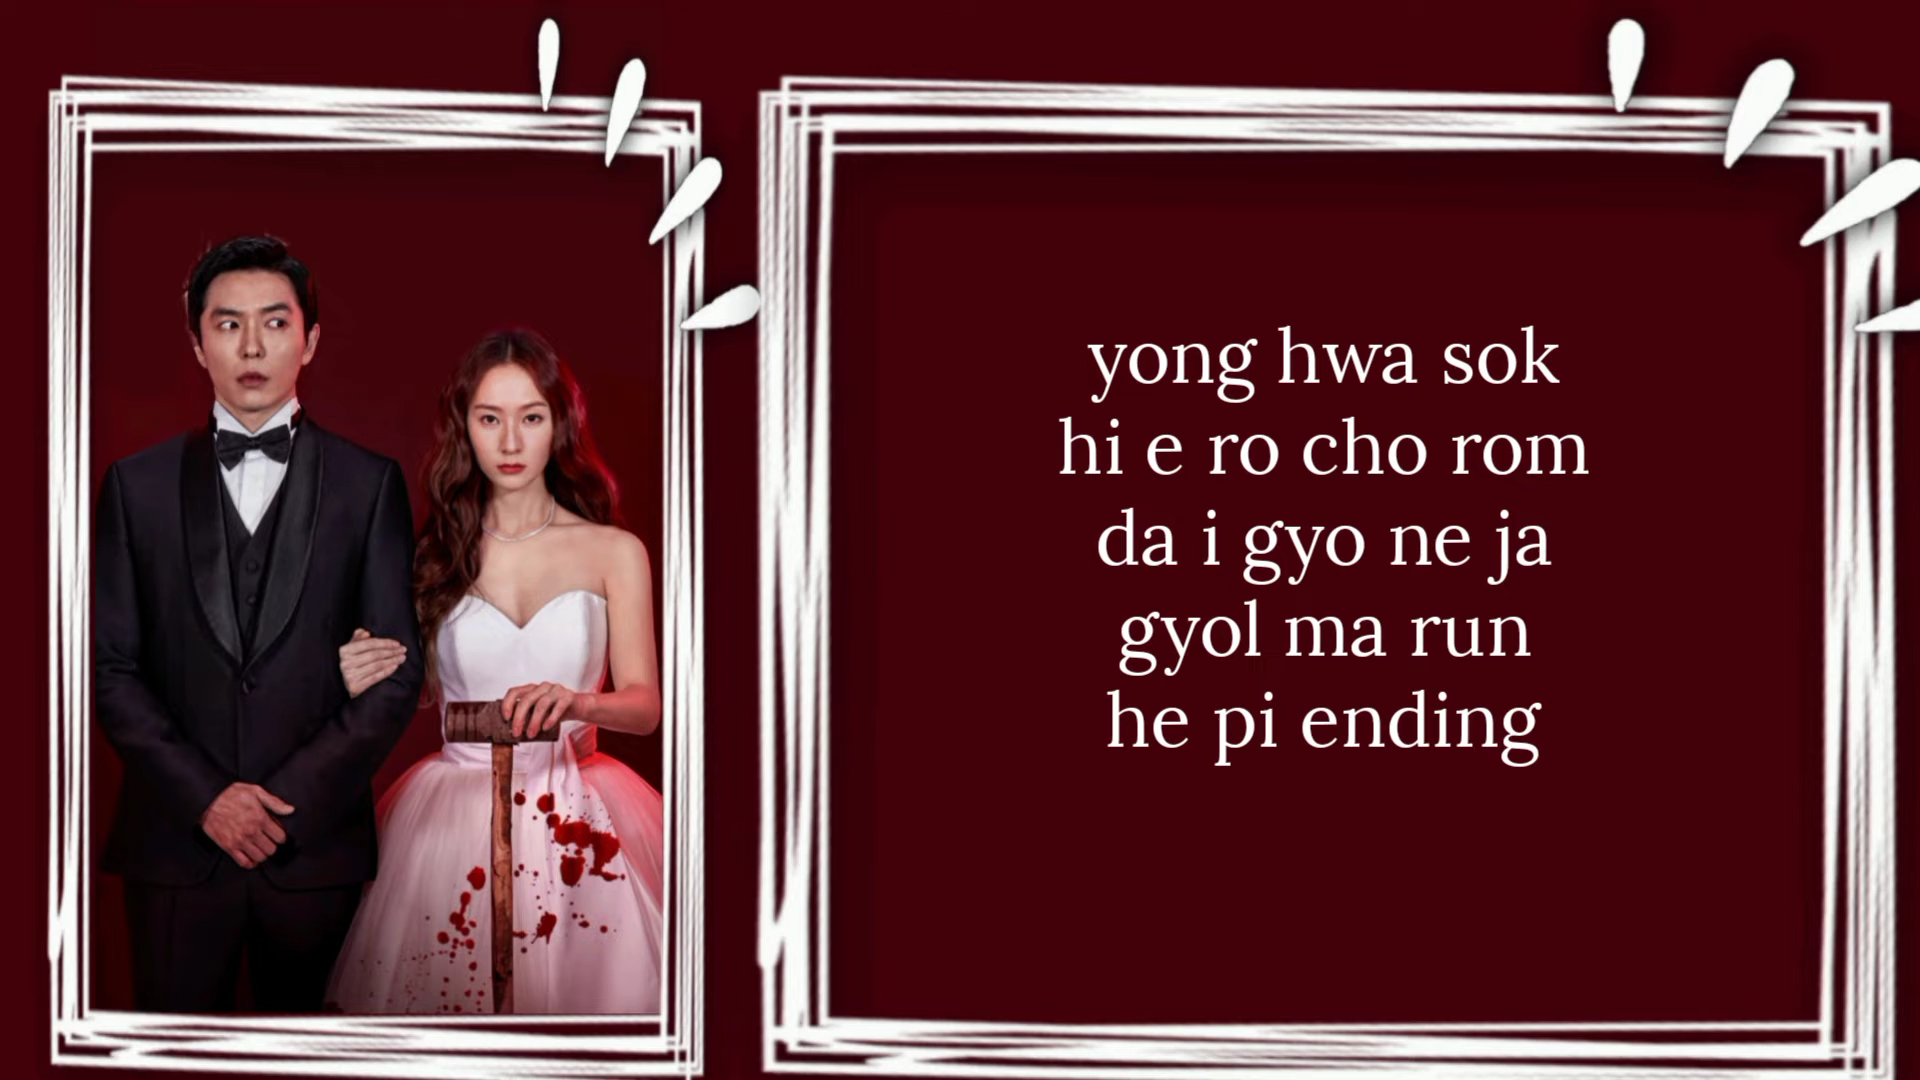 yong hwa sok
hi e ro cho rom
da i gyo ne ja
gyol ma run
he pi ending